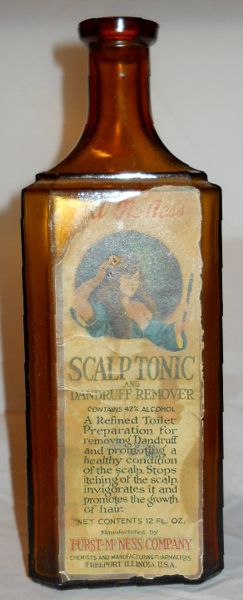 Mc Ness
SCALP TONIC
AND
DANDRUFF REMOVER
CONTAINS 42% ALCOHOL
A Refined Toilet
Preparation for
removing Dandruff
and promoting a
healthy condition
of the scalp. Stops
itching of the scalp,
invigorates it and
promotes the growth
of hair.
NET CONTENTS 12 FL. OZ.
Manufactured by
FURST-McNESS COMPANY
CHEMISTS AND MANUFACTURING PHARMACISTS
FREEPORT, ILLINOIS, U.S.A.